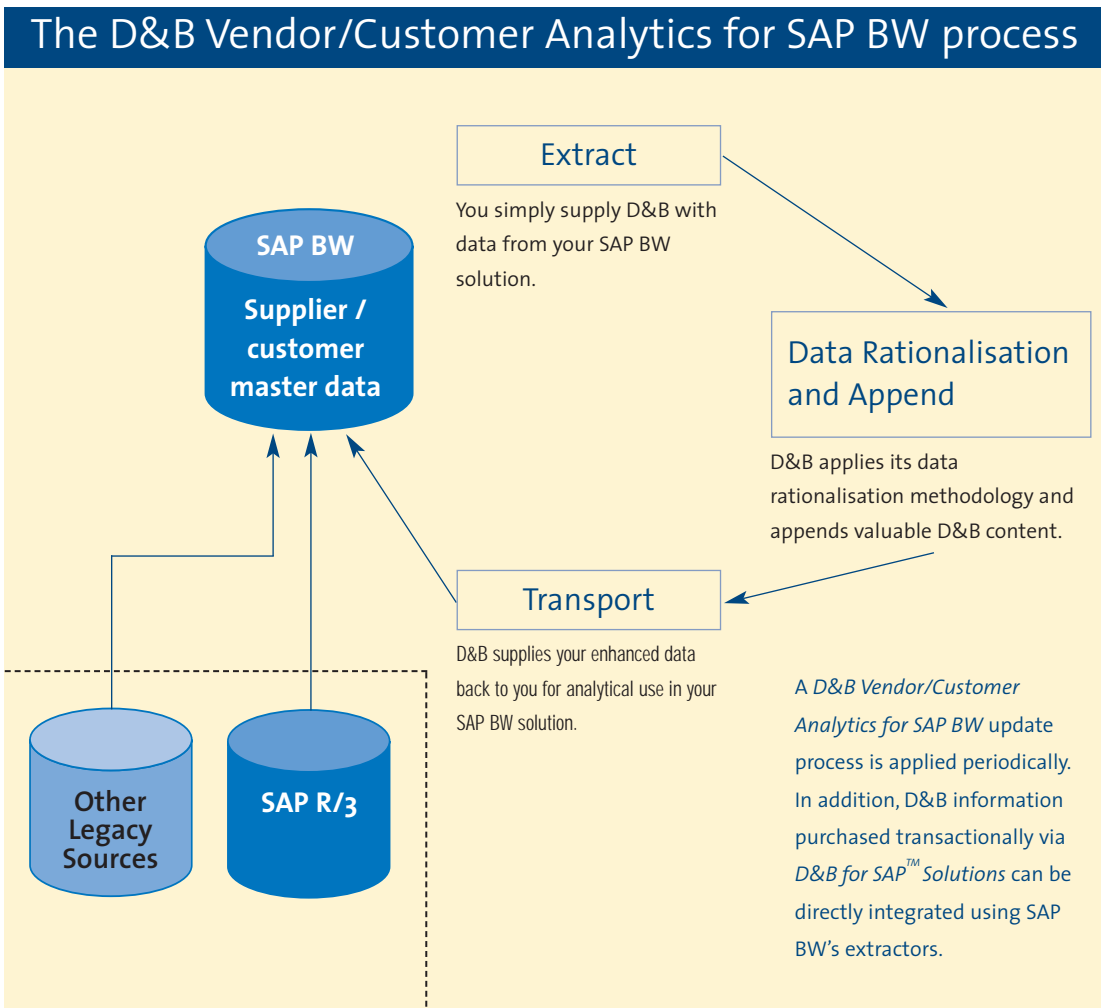 The D&B Vendor/Customer Analytics for SAP BW process
Extract
You simply supply D&B with
data from your SAP BW
solution.
SAP BW
Supplier /
customer
master data
Data Rationalisation
and Append
D&B applies its data
rationalisation methodology and
appends valuable D&B content.
Transport
D&B supplies your enhanced data
back to you for analytical use in your
SAP BW solution.
Other
Legacy
Sources
SAP R/3
A D&B Vendor/Customer
Analytics for SAP BW update
process is applied periodically.
In addition, D&B information
purchased transactionally via
D&B for SAP™ Solutions can be
directly integrated using SAP
BW's extractors.